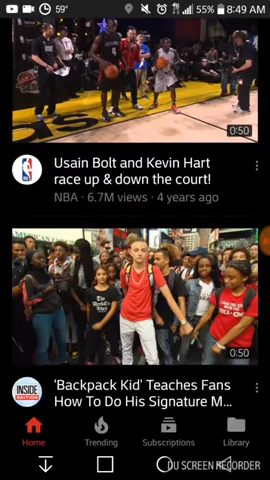 59°
55% 8:49 AM
0:50
Usain Bolt and Kevin Hart
race up & down the court!
NBA · 6.7M views · 4 years ago
0:50
INSIDE EDITION
'Backpack Kid' Teaches Fans
How To Do His Signature M...
Home Trending Subscriptions Library
DU SCREEN RECORDER